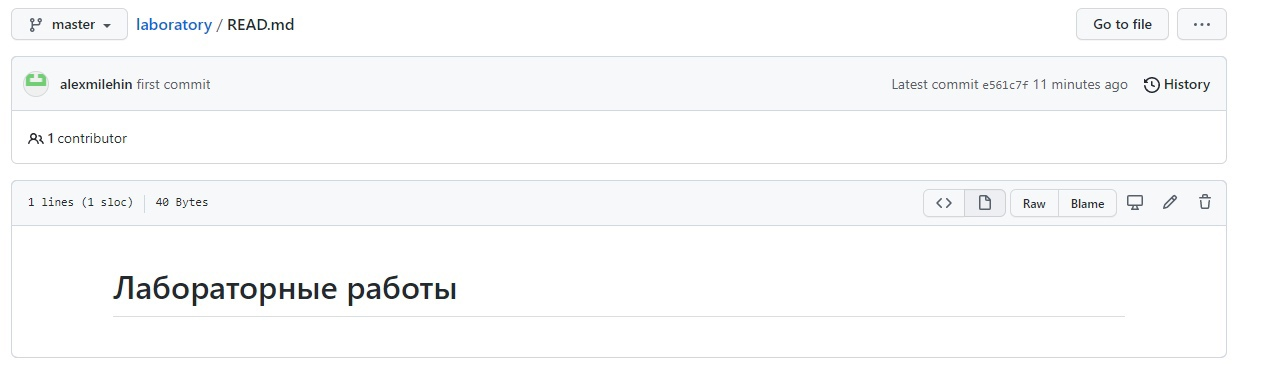 master laboratory / READ.md Go to file
alexmilehin first commit Latest commit e561c7f 11 minutes ago History
1 contributor
1 lines (1 sloc) 40 Bytes Raw Blame
Лабораторные работы